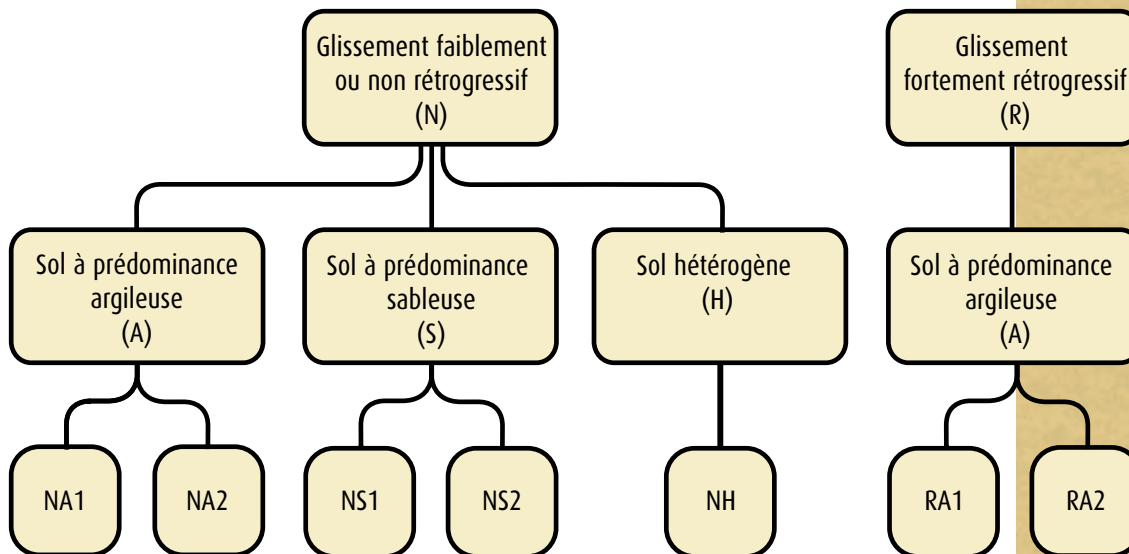 Glissement faiblement
ou non rétrogressif
(N)
Glissement
fortement rétrogressif
(R)
Sol à prédominance
argileuse
(A)
Sol à prédominance
sableuse
(S)
Sol hétérogène
(H)
Sol à prédominance
argileuse
(A)
NA1
NA2
NS1
NS2
NH
RA1
RA2